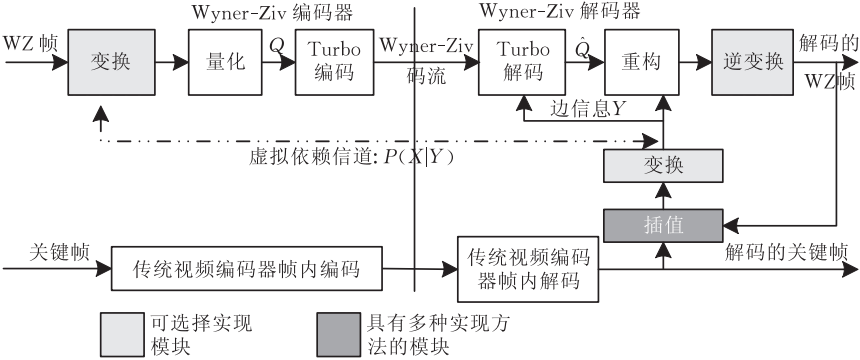 Wyner-Ziv 编码器
Wyner-Ziv 解码器
WZ 帧
变换
量化
Q
Turbo
编码
Wyner-Ziv
码流
Turbo
解码
Q̂
重构
逆变换
解码的
WZ帧
边信息Y
虚拟依赖信道: P(X|Y)
变换
插值
关键帧
传统视频编码器帧内编码
传统视频编码
器帧内解码
解码的关键帧
可选择实现
模块
具有多种实现方
法的模块